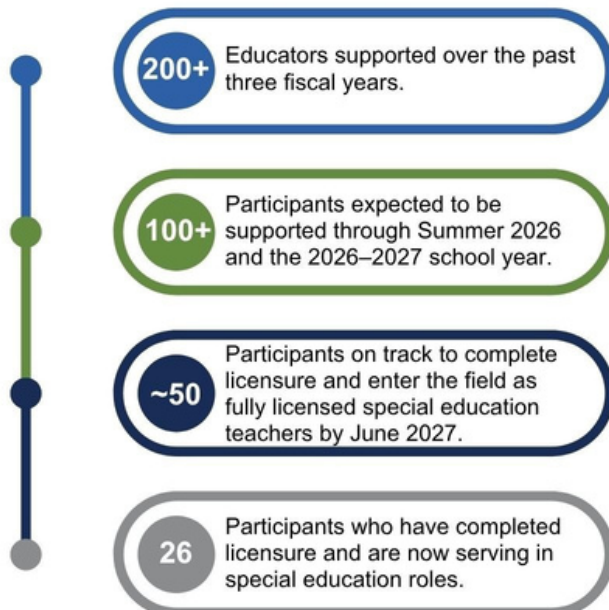 200+
Educators supported over the past
three fiscal years.
100+
Participants expected to be
supported through Summer 2026
and the 2026–2027 school year.
~50
Participants on track to complete
licensure and enter the field as
fully licensed special education
teachers by June 2027.
26
Participants who have completed
licensure and are now serving in
special education roles.